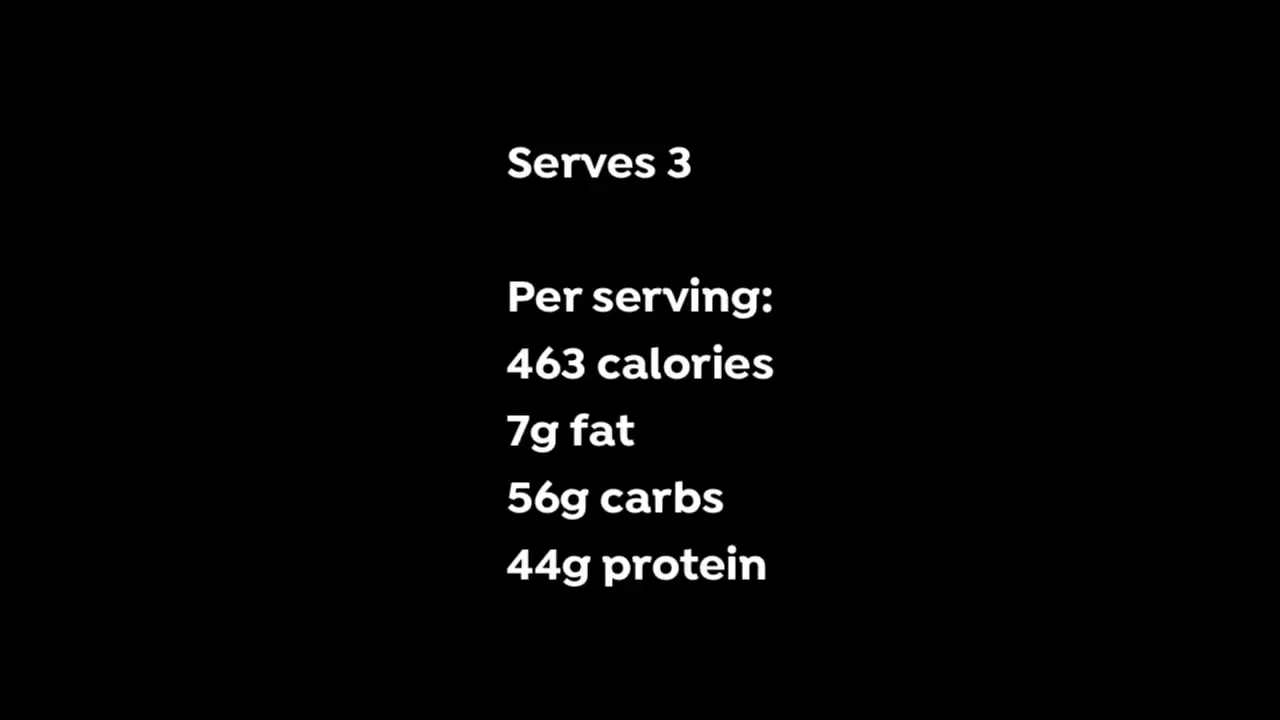 Serves 3
Per serving:
463 calories
7g fat
56g carbs
44g protein